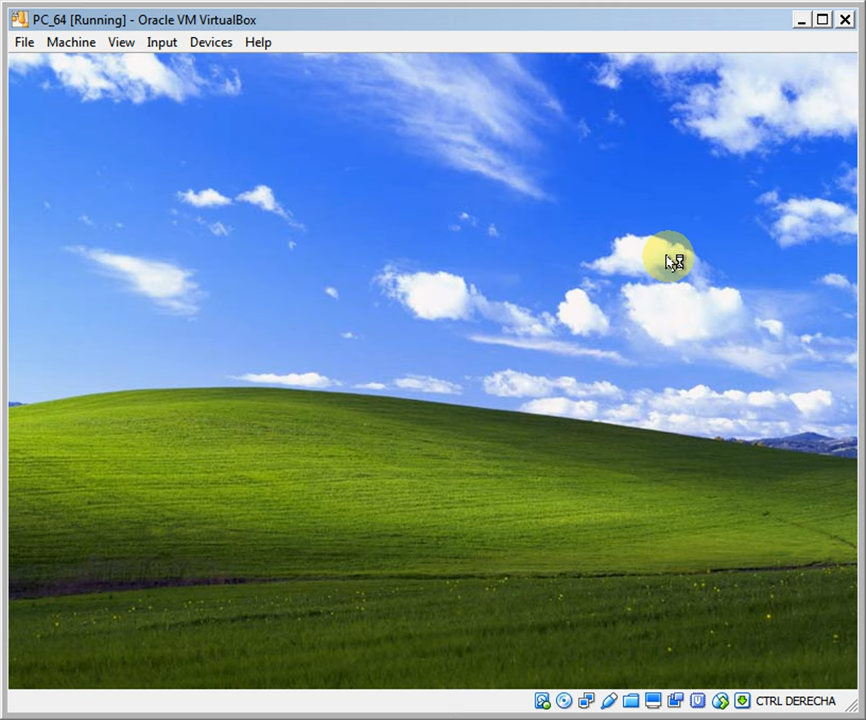 PC_64 [Running] - Oracle VM VirtualBox
File Machine View Input Devices Help
CTRL DERECHA